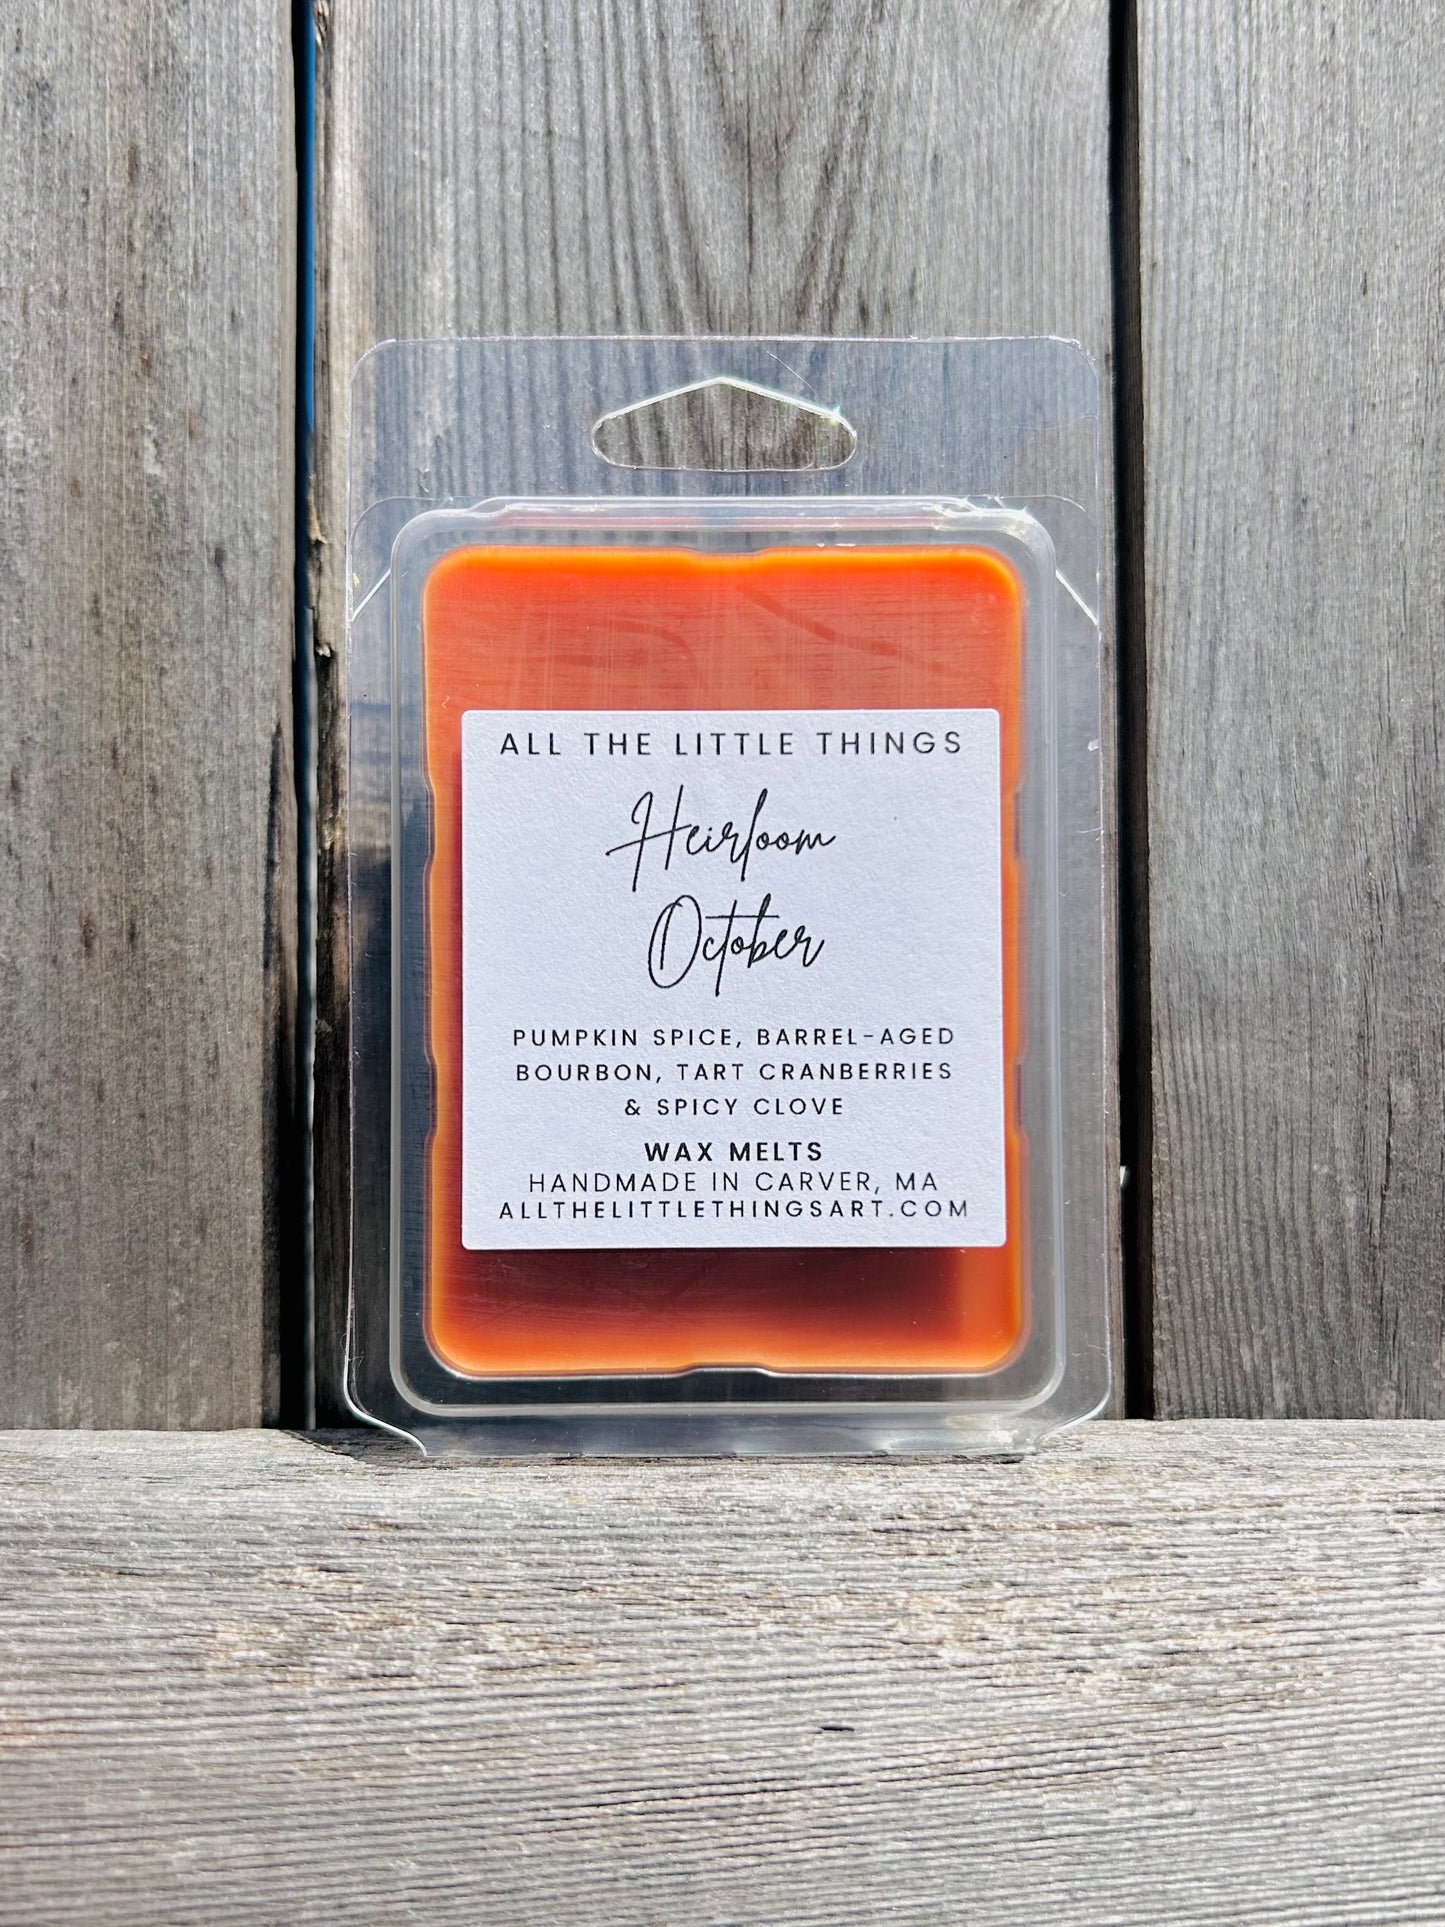 ALL THE LITTLE THINGS
Heirloom
October
PUMPKIN SPICE, BARREL-AGED
BOURBON, TART CRANBERRIES
& SPICY CLOVE
WAX MELTS
HANDMADE IN CARVER, MA
ALLTHELITTLETHINGSART.COM